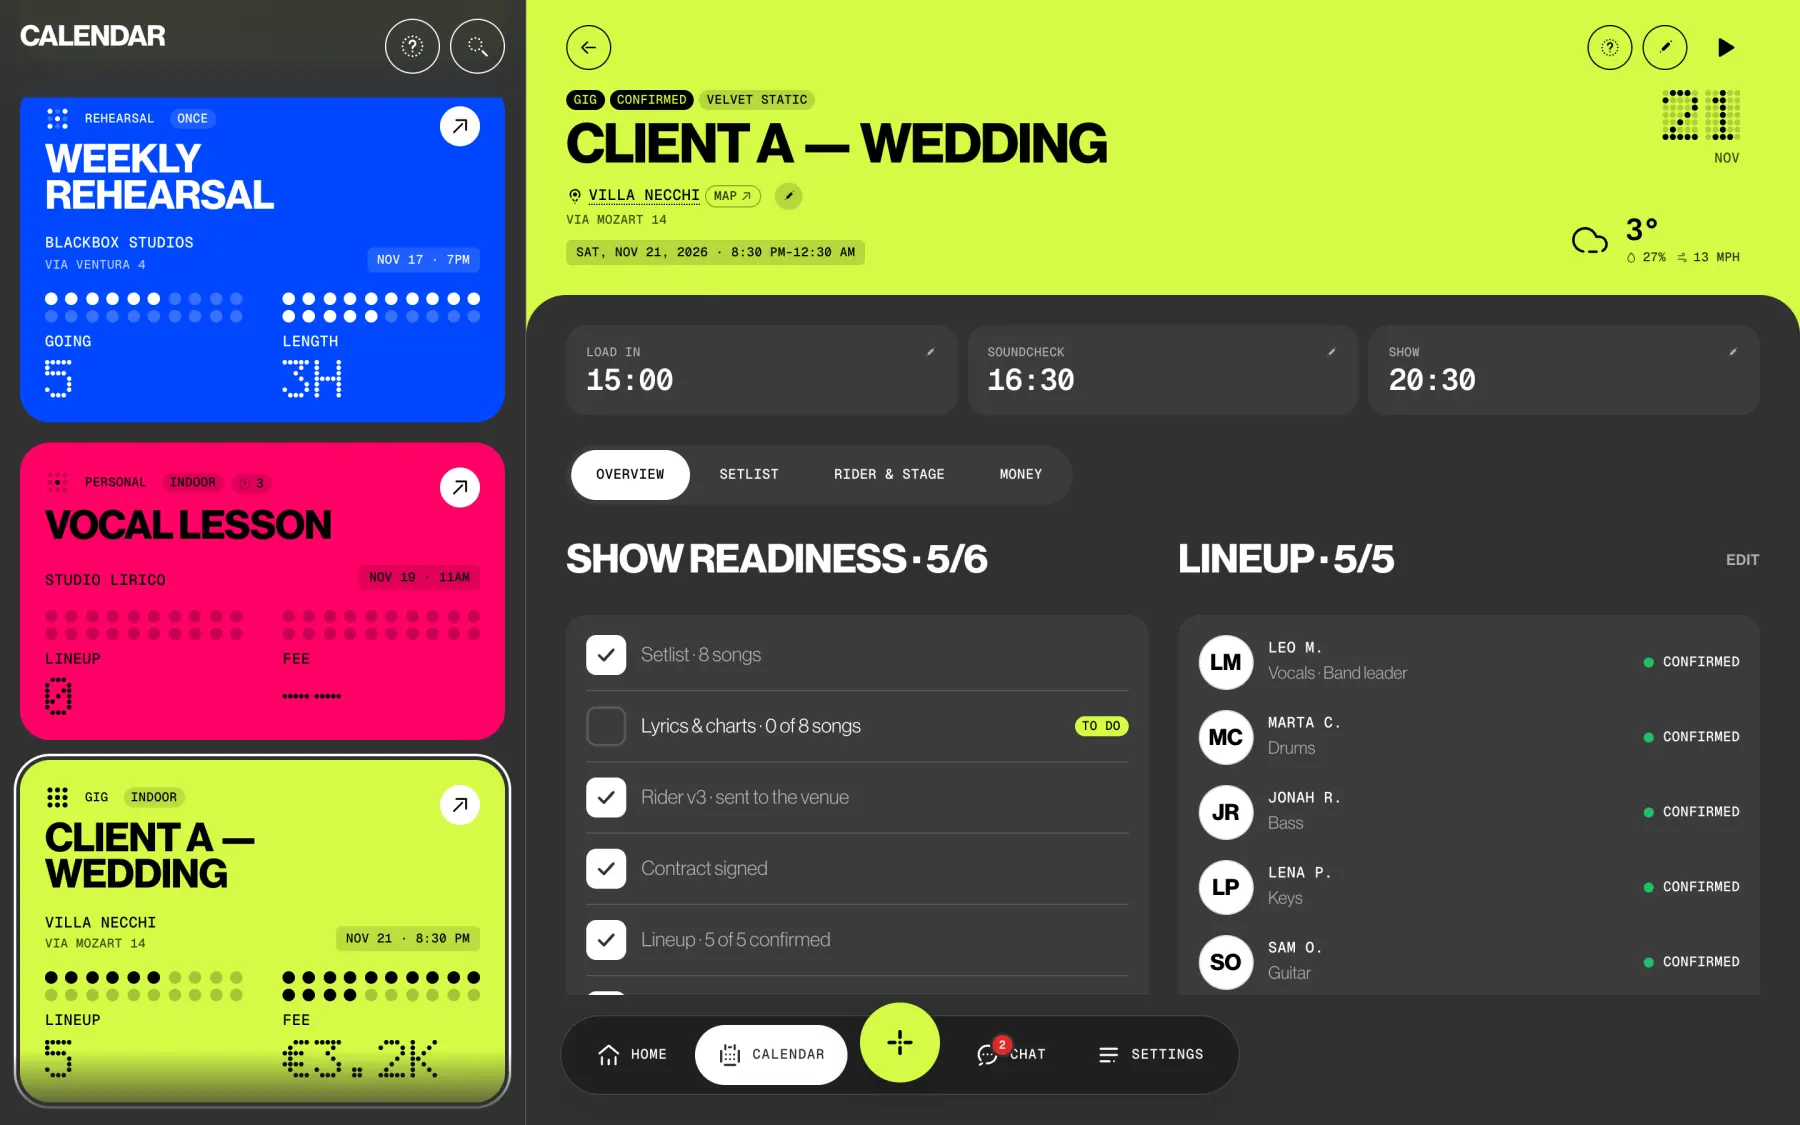 CALENDAR
REHEARSAL ONCE
WEEKLY
REHEARSAL
BLACKBOX STUDIOS
VIA VENTURA 4
NOV 17 · 7PM
GOING
LENGTH
5
3H
PERSONAL INDOOR 3
VOCAL LESSON
STUDIO LIRICO
NOV 19 · 11AM
LINEUP
FEE
0
——
GIG INDOOR
CLIENT A —
WEDDING
VILLA NECCHI
VIA MOZART 14
NOV 21 · 8:30 PM
LINEUP
FEE
5
€3.2K
GIG CONFIRMED VELVET STATIC
CLIENT A — WEDDING
VILLA NECCHI MAP
VIA MOZART 14
SAT, NOV 21, 2026 · 8:30 PM–12:30 AM
21
NOV
3°
27% 13 MPH
LOAD IN
15:00
SOUNDCHECK
16:30
SHOW
20:30
OVERVIEW
SETLIST
RIDER & STAGE
MONEY
SHOW READINESS · 5/6
Setlist · 8 songs
Lyrics & charts · 0 of 8 songs
TO DO
Rider v3 · sent to the venue
Contract signed
Lineup · 5 of 5 confirmed
LINEUP · 5/5
EDIT
LM
LEO M.
Vocals · Band leader
CONFIRMED
MC
MARTA C.
Drums
CONFIRMED
JR
JONAH R.
Bass
CONFIRMED
LP
LENA P.
Keys
CONFIRMED
SO
SAM O.
Guitar
CONFIRMED
HOME
CALENDAR
2
CHAT
SETTINGS